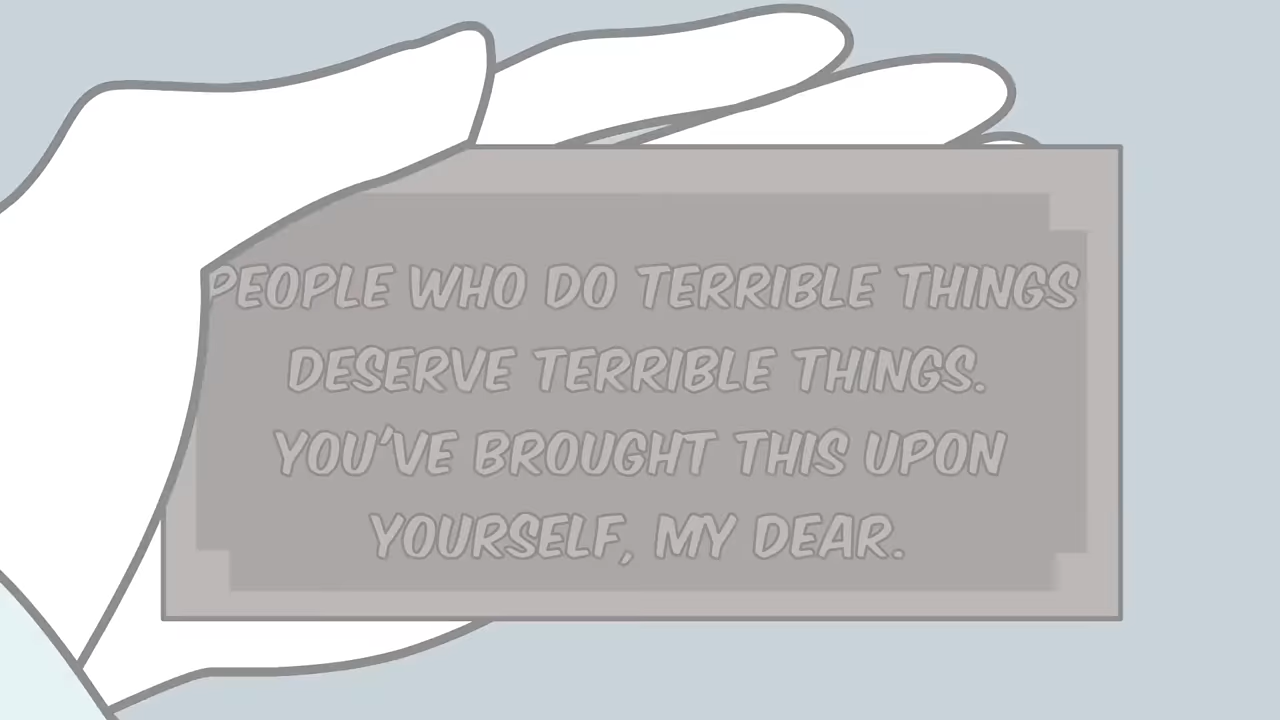 PEOPLE WHO DO TERRIBLE THINGS
DESERVE TERRIBLE THINGS.
YOU'VE BROUGHT THIS UPON
YOURSELF, MY DEAR.